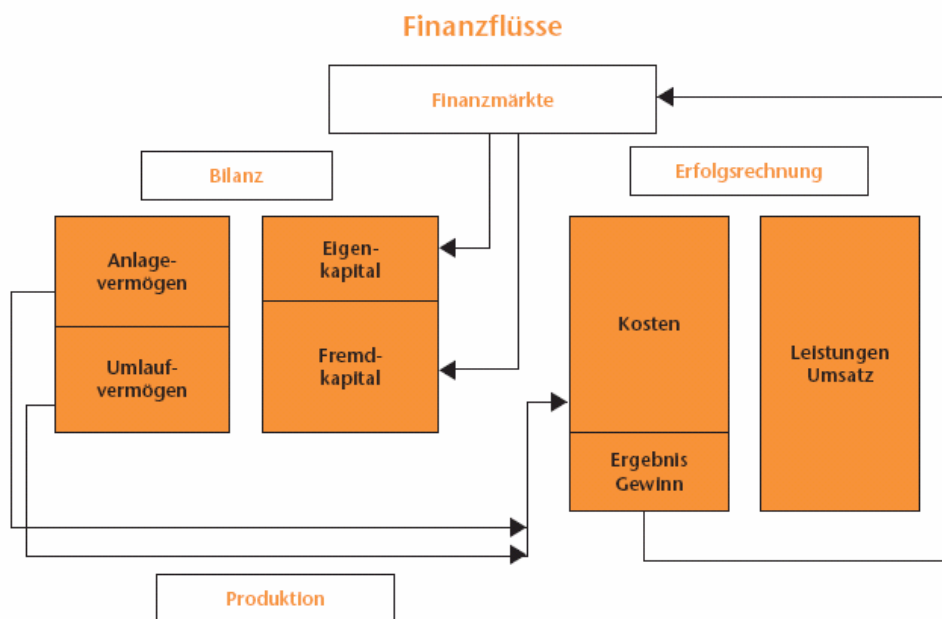 Finanzflüsse
Finanzmärkte
Bilanz
Erfolgsrechnung
Anlage-
vermögen
Umlauf-
vermögen
Eigen-
kapital
Fremd-
kapital
Kosten
Ergebnis
Gewinn
Leistungen
Umsatz
Produktion